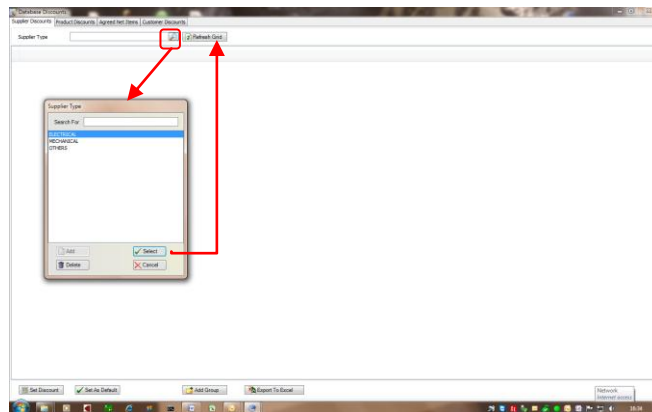 Database Discounts
Supplier Discounts Product Discounts Agreed Net Items Customer Discounts
Supplier Type Refresh Grid
Supplier Type
Search For
ELECTRICAL
MECHANICAL
OTHERS
Add Select
Delete Cancel
Set Discount Set As Default Add Group Export To Excel
Network
Internet access
16:34